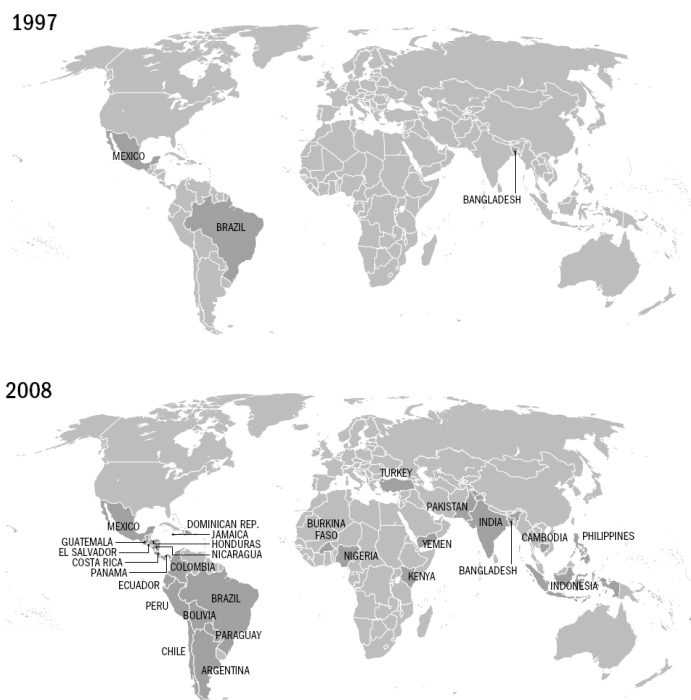 1997
MEXICO
BRAZIL
BANGLADESH
2008
TURKEY
MEXICO
DOMINICAN REP.
JAMAICA
GUATEMALA
HONDURAS
EL SALVADOR
NICARAGUA
COSTA RICA
PANAMA
COLOMBIA
ECUADOR
PERU
BRAZIL
BOLIVIA
PARAGUAY
CHILE
ARGENTINA
BURKINA
FASO
NIGERIA
YEMEN
KENYA
PAKISTAN
INDIA
BANGLADESH
CAMBODIA
PHILIPPINES
INDONESIA